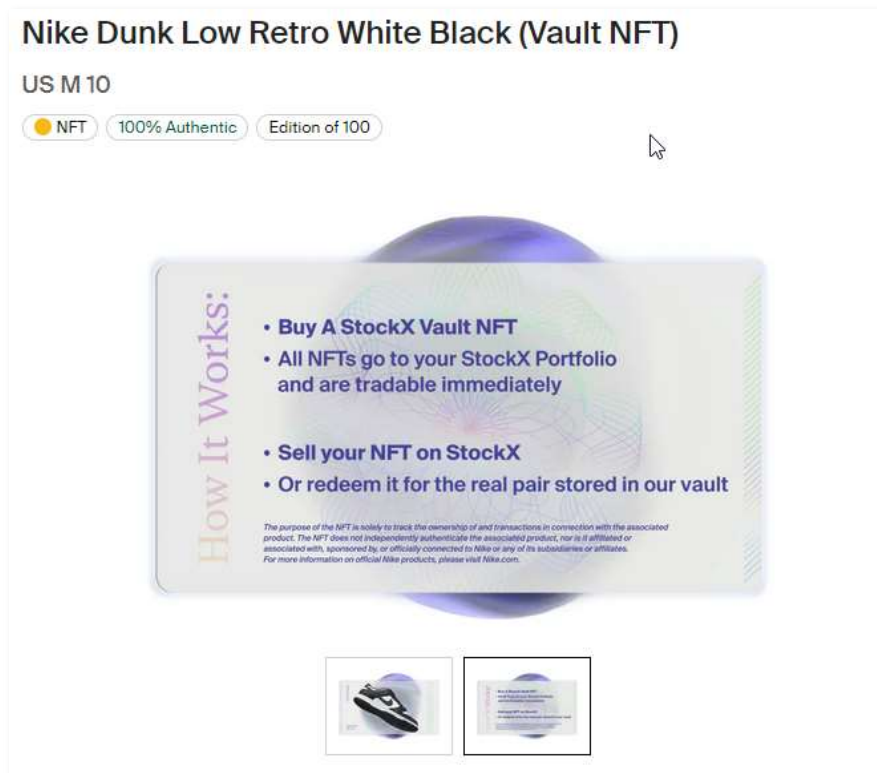 Nike Dunk Low Retro White Black (Vault NFT)
US M 10
NFT
100% Authentic
Edition of 100
How It Works:
• Buy A StockX Vault NFT
• All NFTs go to your StockX Portfolio
and are tradable immediately
• Sell your NFT on StockX
• Or redeem it for the real pair stored in our vault
The purpose of the NFT is solely to track the ownership of and transactions in connection with the associated
product. The NFT does not independently authenticate the associated product, nor is it affiliated or
associated with, sponsored by, or officially connected to Nike or any of its subsidiaries or affiliates.
For more information on official Nike products, please visit Nike.com.